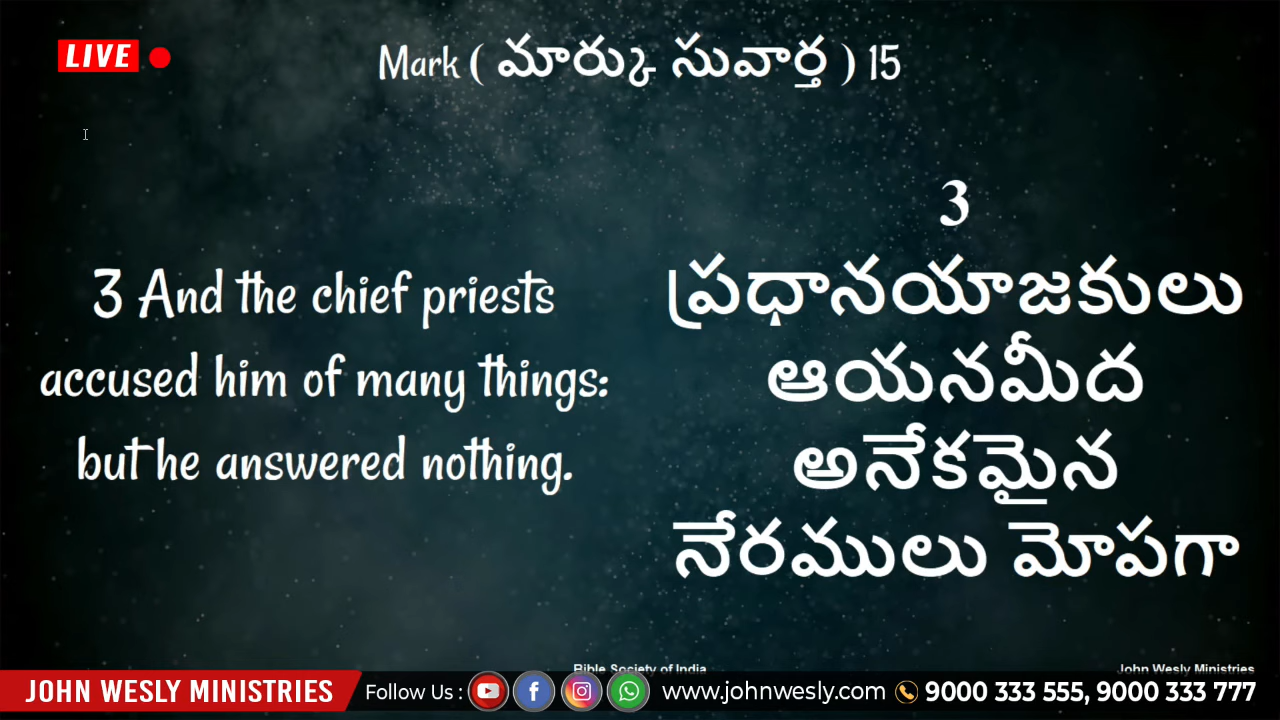 LIVE
Mark ( మార్కు సువార్త ) 15
3 And the chief priests
accused him of many things:
but he answered nothing.
3
ప్రధానయాజకులు
ఆయనమీద
అనేకమైన
నేరములు మోపగా
Bible Society of India
John Wesly Ministries
JOHN WESLY MINISTRIES
Follow Us :
www.johnwesly.com
9000 333 555, 9000 333 777